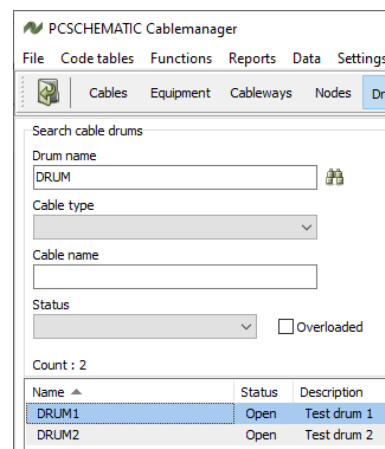 PCSCHEMATIC Cablemanager
File Code tables Functions Reports Data Settings
Cables Equipment Cableways Nodes Dr
Search cable drums
Drum name
DRUM
Cable type
Cable name
Status
Overloaded
Count : 2
Name Status Description
DRUM1 Open Test drum 1
DRUM2 Open Test drum 2